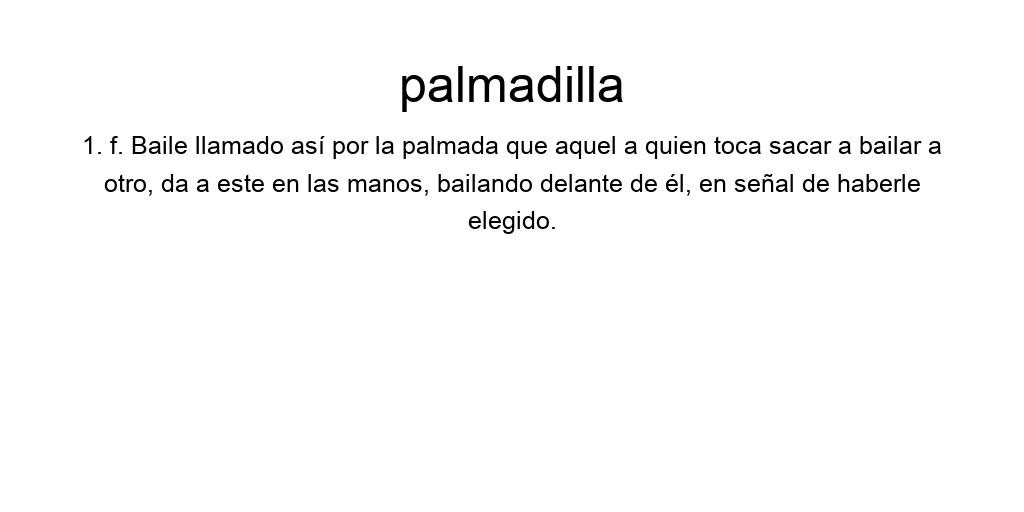 palmadilla
1. f. Baile llamado así por la palmada que aquel a quien toca sacar a bailar a
otro, da a este en las manos, bailando delante de él, en señal de haberle
elegido.